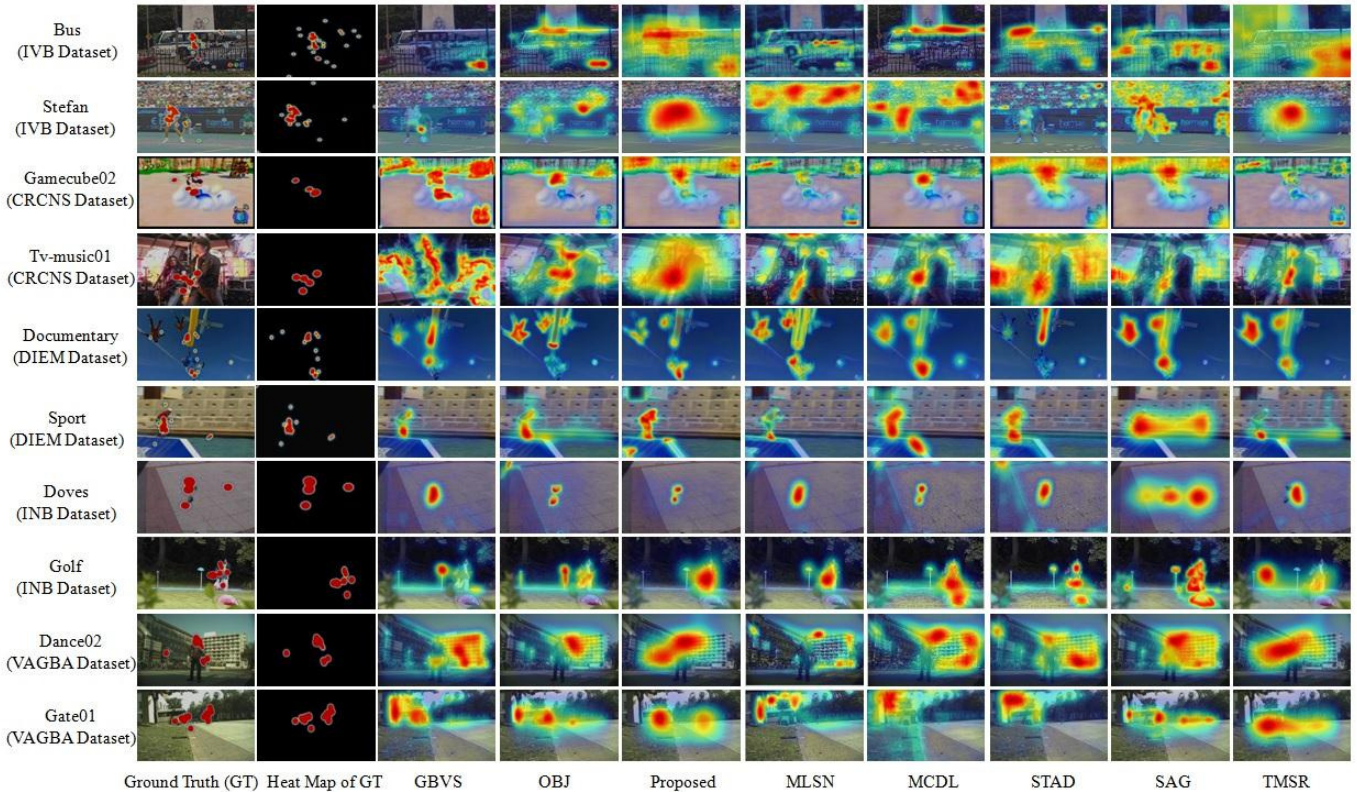 Bus
(IVB Dataset)
Stefan
(IVB Dataset)
Gamecube02
(CRCNS Dataset)
Tv-music01
(CRCNS Dataset)
Documentary
(DIEM Dataset)
Sport
(DIEM Dataset)
Doves
(INB Dataset)
Golf
(INB Dataset)
Dance02
(VAGBA Dataset)
Gate01
(VAGBA Dataset)
Ground Truth (GT) Heat Map of GT GBVS OBJ Proposed MLSN MCDL STAD SAG TMSR